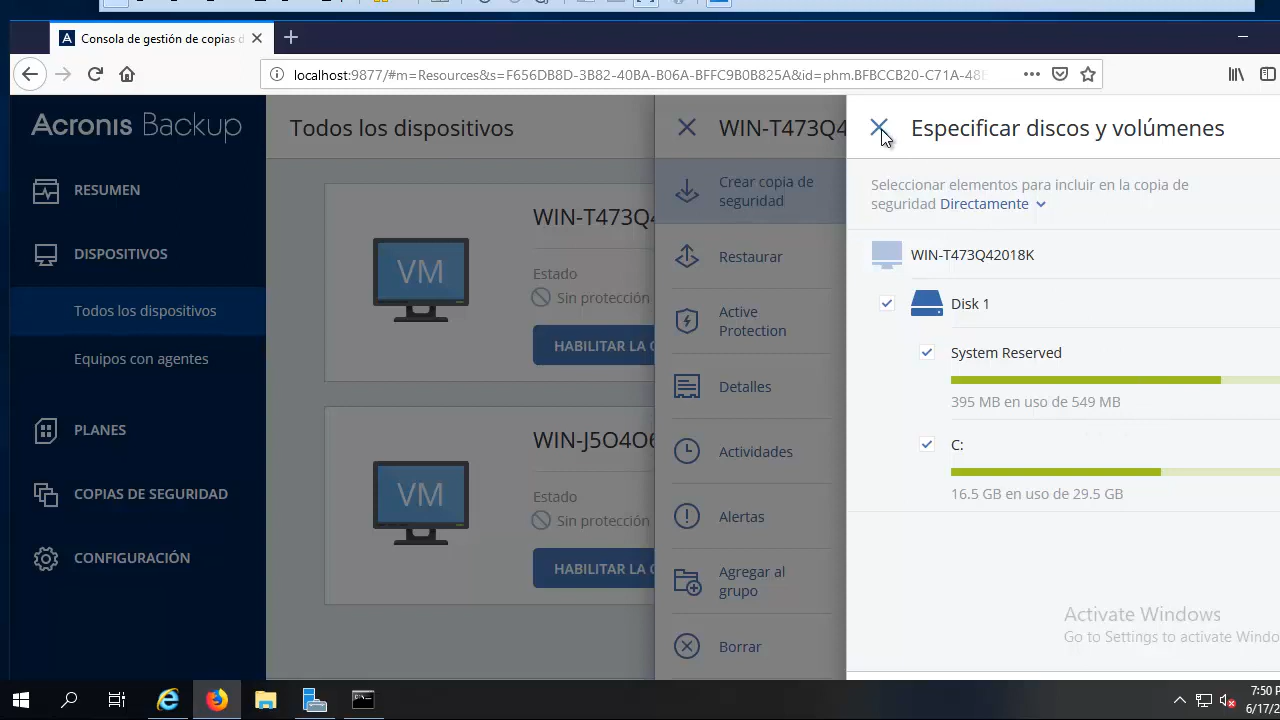 Consola de gestión de copias d
localhost:9877/#m=Resources&s=F656DB8D-3B82-40BA-B06A-BFFC9B0B625A&id=phm.BFBCCB20-C71A-48B
Acronis Backup
RESUMEN
DISPOSITIVOS
Todos los dispositivos
Equipos con agentes
PLANES
COPIAS DE SEGURIDAD
CONFIGURACIÓN
Todos los dispositivos
WIN-T473Q4
VM
Estado
Sin protección
HABILITAR LA C
WIN-J5O4O6
VM
Estado
Sin protección
HABILITAR LA C
WIN-T473Q4
Crear copia de
seguridad
Restaurar
Active
Protection
Detalles
Actividades
Alertas
Agregar al
grupo
Borrar
Especificar discos y volúmenes
Seleccionar elementos para incluir en la copia de
seguridad Directamente
WIN-T473Q42018K
Disk 1
System Reserved
395 MB en uso de 549 MB
C:
16.5 GB en uso de 29.5 GB
Activate Windows
Go to Settings to activate Windo
7:50 P
6/17/2